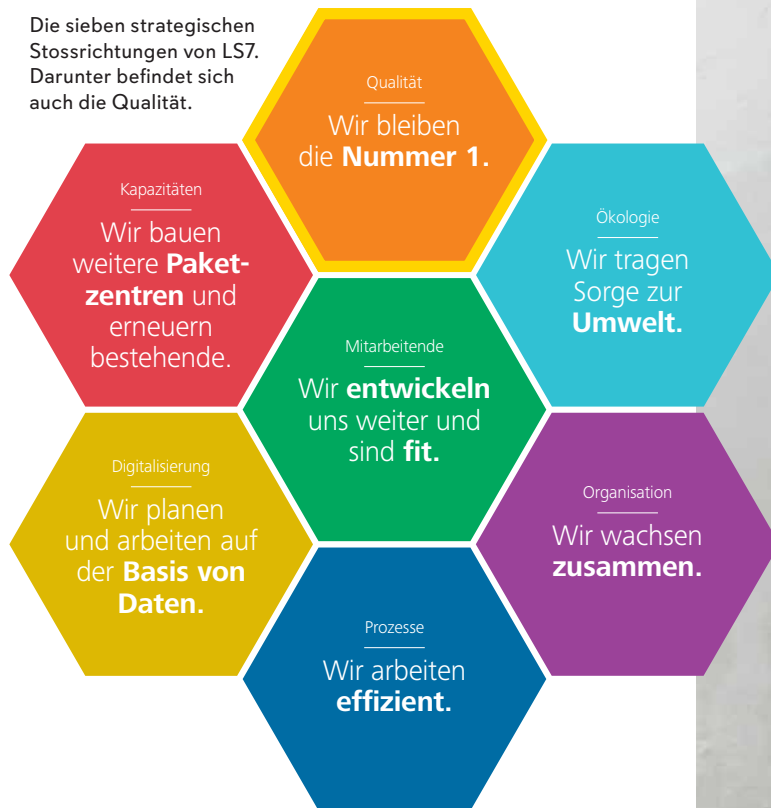 Die sieben strategischen
Stossrichtungen von LS7.
Darunter befindet sich
auch die Qualität.
Qualität
Wir bleiben
die Nummer 1.
Kapazitäten
Wir bauen
weitere Paket-
zentren und
erneuern
bestehende.
Ökologie
Wir tragen
Sorge zur
Umwelt.
Mitarbeitende
Wir entwickeln
uns weiter und
sind fit.
Digitalisierung
Wir planen
und arbeiten auf
der Basis von
Daten.
Organisation
Wir wachsen
zusammen.
Prozesse
Wir arbeiten
effizient.